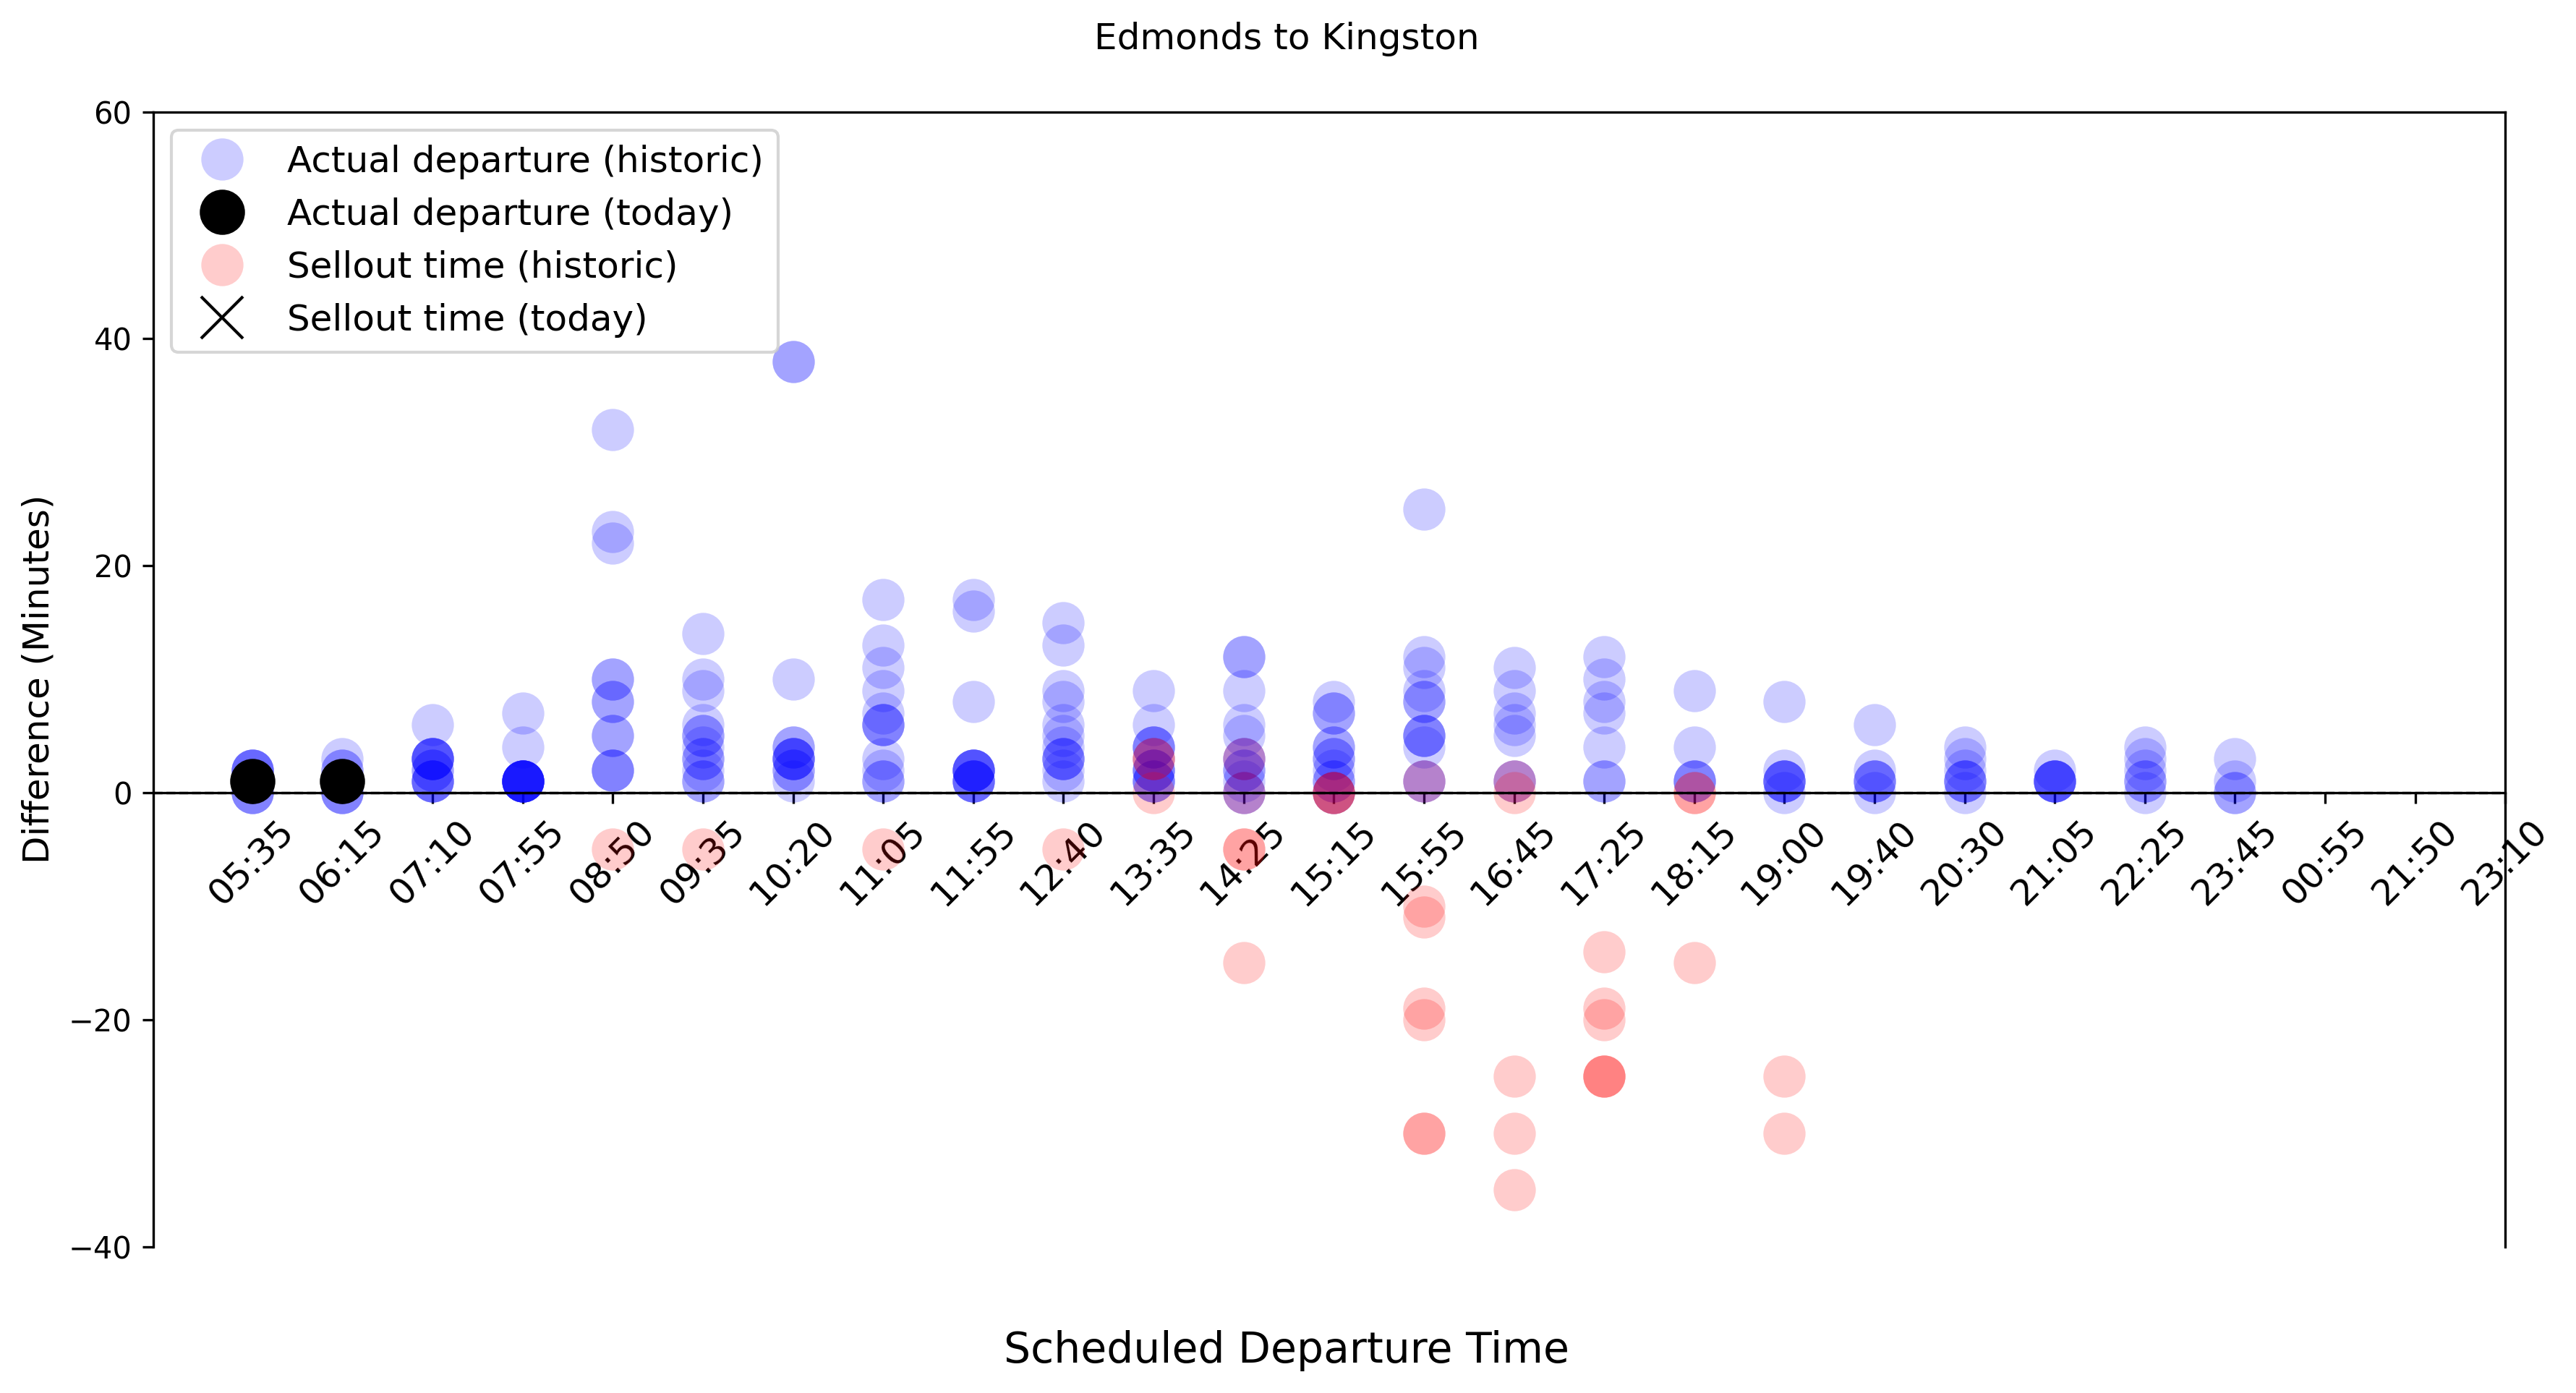 Edmonds to Kingston
60
Actual departure (historic)
Actual departure (today)
Sellout time (historic)
Sellout time (today)
40
20
0
−20
−40
Difference (Minutes)
05:35 06:15 07:10 07:55 08:50 09:35 10:20 11:05 11:55 12:40 13:35 14:25 15:15 15:55 16:45 17:25 18:15 19:00 19:40 20:30 21:05 22:25 23:45 00:55 21:50 23:10
Scheduled Departure Time